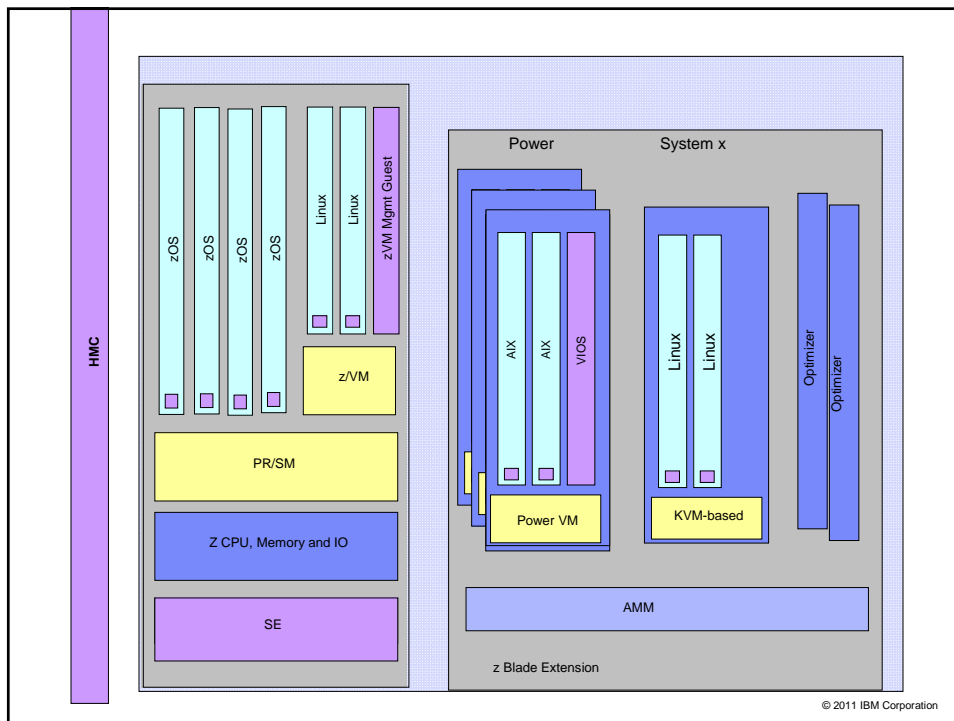 HMC
zOS
zOS
zOS
zOS
Linux
Linux
zVM Mgmt Guest
z/VM
PR/SM
Z CPU, Memory and IO
SE
Power
System x
AIX
AIX
VIOS
Power VM
Linux
Linux
KVM-based
Optimizer
Optimizer
AMM
z Blade Extension
© 2011 IBM Corporation